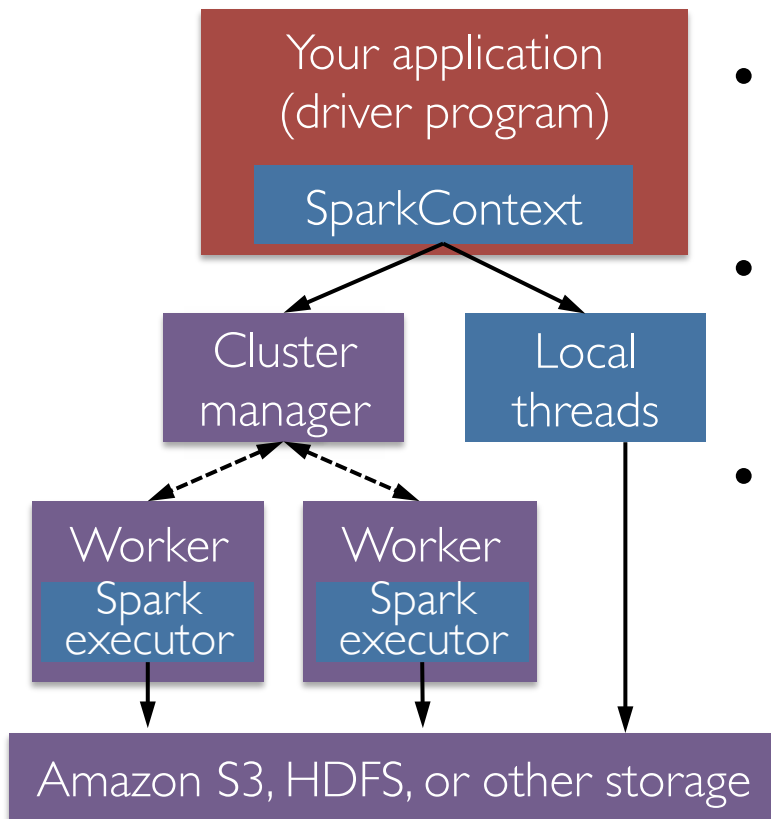 Your application
(driver program)
SparkContext
Cluster
manager
Local
threads
Worker
Spark
executor
Worker
Spark
executor
Amazon S3, HDFS, or other storage